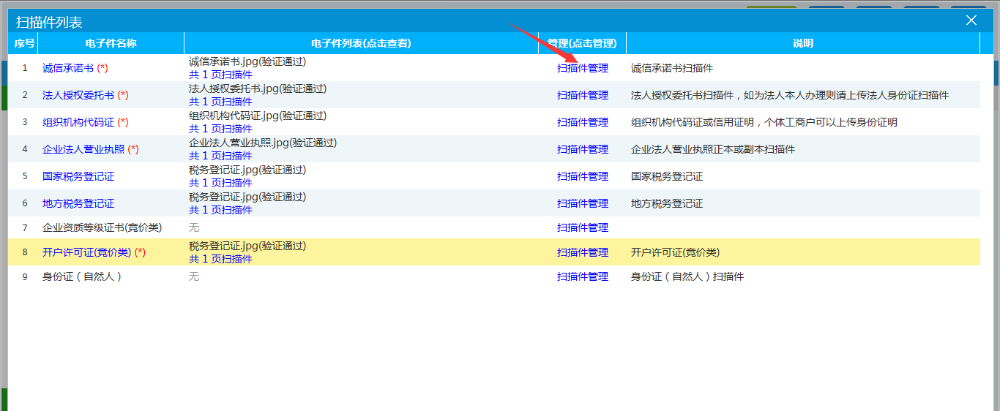 扫描件列表
序号 电子件名称 电子件列表(点击查看) 管理(点击管理) 说明
1 诚信承诺书 (*) 诚信承诺书.jpg(验证通过) 扫描件管理 诚信承诺书扫描件
共 1 页扫描件
2 法人授权委托书 (*) 法人授权委托书.jpg(验证通过) 扫描件管理 法人授权委托书扫描件，如为法人本人办理则请上传法人身份证扫描件
共 1 页扫描件
3 组织机构代码证 (*) 组织机构代码证.jpg(验证通过) 扫描件管理 组织机构代码证或信用证明，个体工商户可以上传身份证明
共 1 页扫描件
4 企业法人营业执照 (*) 企业法人营业执照.jpg(验证通过) 扫描件管理 企业法人营业执照正本或副本扫描件
共 1 页扫描件
5 国家税务登记证 税务登记证.jpg(验证通过) 扫描件管理 国家税务登记证
共 1 页扫描件
6 地方税务登记证 税务登记证.jpg(验证通过) 扫描件管理 地方税务登记证
共 1 页扫描件
7 企业资质等级证书(竟价类) 无 扫描件管理
8 开户许可证(竟价类) (*) 税务登记证.jpg(验证通过) 扫描件管理 开户许可证(竟价类)
共 1 页扫描件
9 身份证（自然人） 无 扫描件管理 身份证（自然人）扫描件